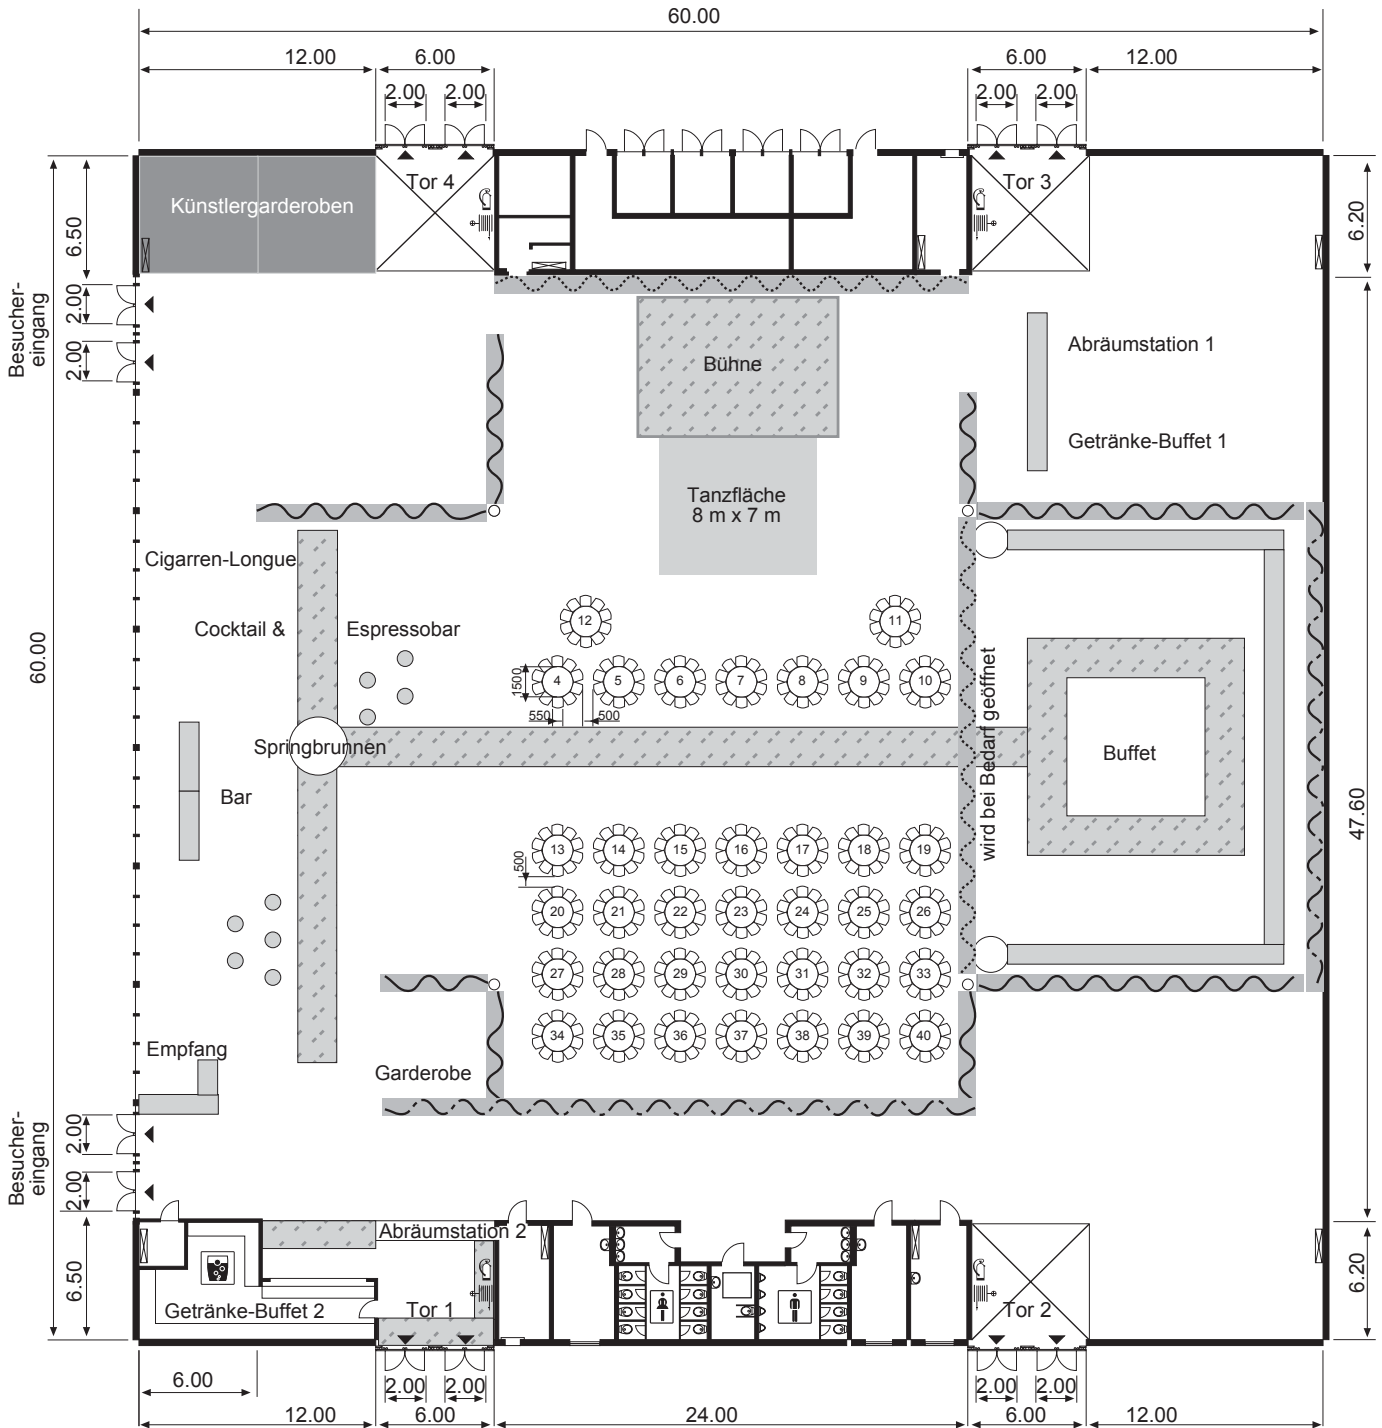 60.00
12.00 6.00 6.00 12.00
2.00 2.00 2.00 2.00
Künstlergarderoben
Tor 4
Tor 3
6.50
6.20
Besucher-
eingang
2.00
2.00
Abräumstation 1
Bühne
Getränke-Buffet 1
Tanzfläche
8 m x 7 m
Cigarren-Longue
Cocktail &
Espressobar
12 11
60.00
1500
4 5 6 7 8 9 10
550 500
wird bei Bedarf geöffnet
Springbrunnen
Buffet
Bar
47.60
13 14 15 16 17 18 19
500
20 21 22 23 24 25 26
27 28 29 30 31 32 33
34 35 36 37 38 39 40
Empfang
Garderobe
Besucher-
eingang
2.00
2.00
Abräumstation 2
6.50
6.20
Getränke-Buffet 2
Tor 1
Tor 2
6.00
2.00 2.00 2.00 2.00
12.00 6.00 24.00 6.00 12.00